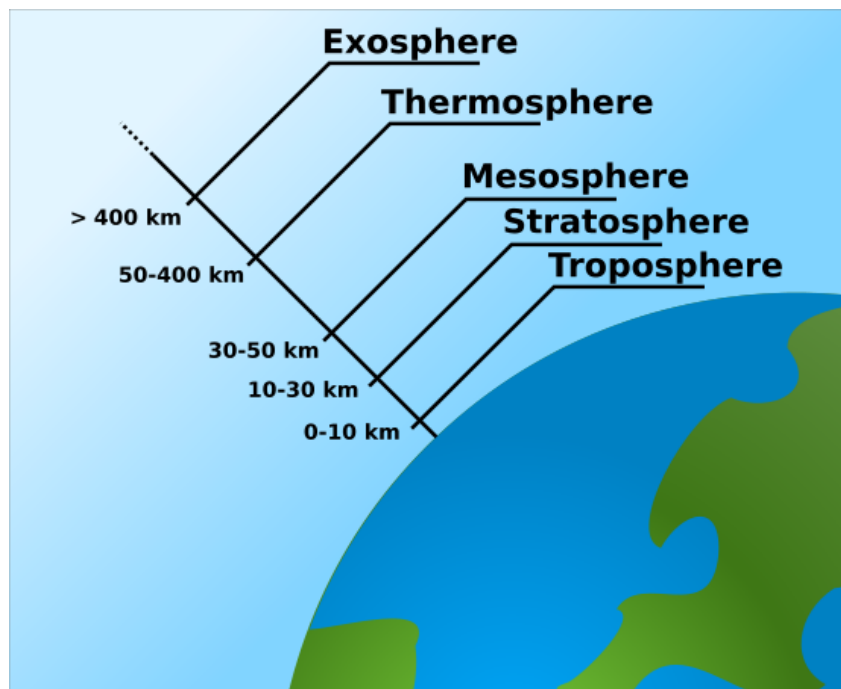 Exosphere
Thermosphere
Mesosphere
Stratosphere
Troposphere
> 400 km
50-400 km
30-50 km
10-30 km
0-10 km